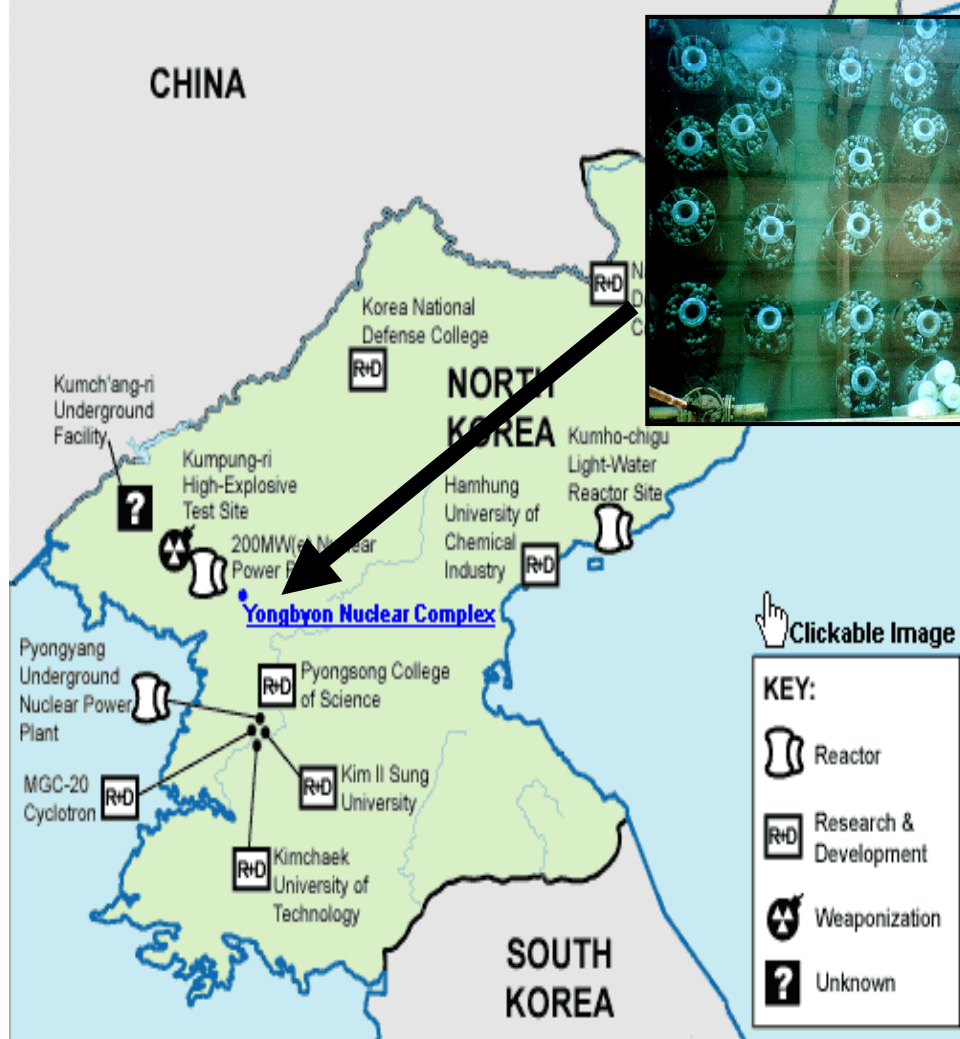 CHINA
Korea National
Defense College
R+D
R+D
NORTH
KOREA
Kumch'ang-ri
Underground
Facility
?
Kumpung-ri
High-Explosive
Test Site
200MW(e) Nuclear
Power
Hamhung
University of
Chemical
Industry
R+D
Kumho-chigu
Light-Water
Reactor Site
Yongbyon Nuclear Complex
Pyongyang
Underground
Nuclear Power
Plant
R+D
Pyongsong College
of Science
MGC-20
Cyclotron
R+D
R+D
Kim Il Sung
University
R+D
Kimchaek
University of
Technology
SOUTH
KOREA
Clickable Image
KEY:
Reactor
R+D
Research &
Development
Weaponization
?
Unknown